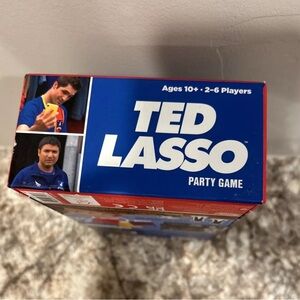 Ages 10+ • 2-6 Players
TED
LASSO
PARTY GAME